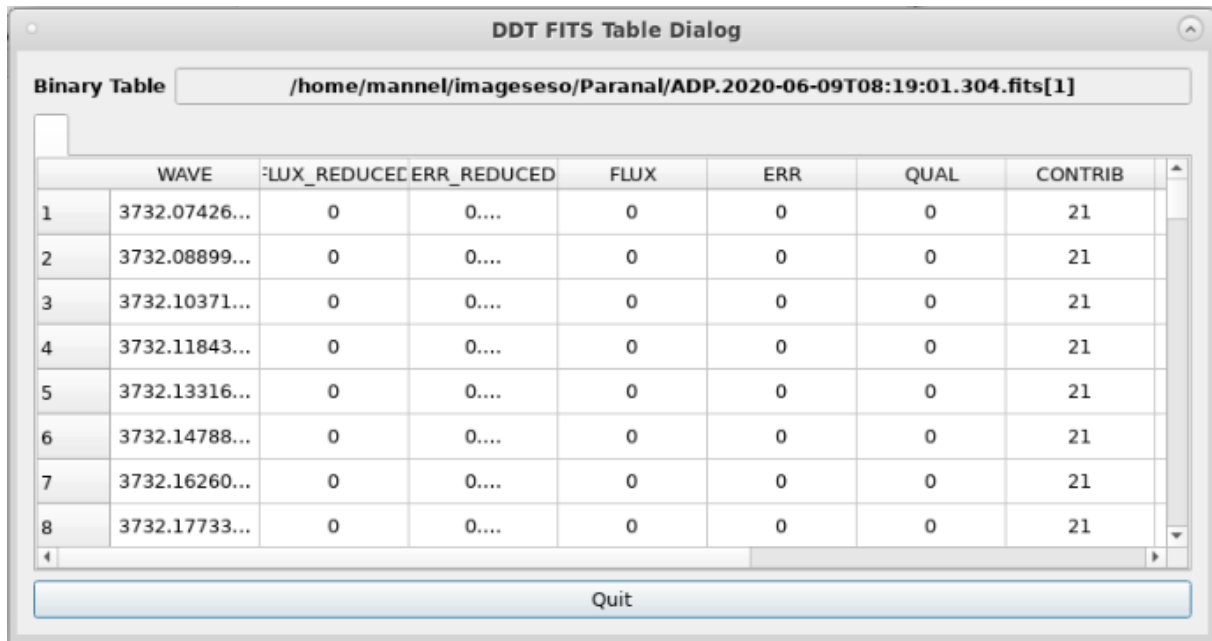 DDT FITS Table Dialog
Binary Table /home/mannel/imageseso/Paranal/ADP.2020-06-09T08:19:01.304.fits[1]
WAVE FLUX_REDUCED ERR_REDUCED FLUX ERR QUAL CONTRIB
1 3732.07426... 0 0.... 0 0 0 21
2 3732.08899... 0 0.... 0 0 0 21
3 3732.10371... 0 0.... 0 0 0 21
4 3732.11843... 0 0.... 0 0 0 21
5 3732.13316... 0 0.... 0 0 0 21
6 3732.14788... 0 0.... 0 0 0 21
7 3732.16260... 0 0.... 0 0 0 21
8 3732.17733... 0 0.... 0 0 0 21
Quit